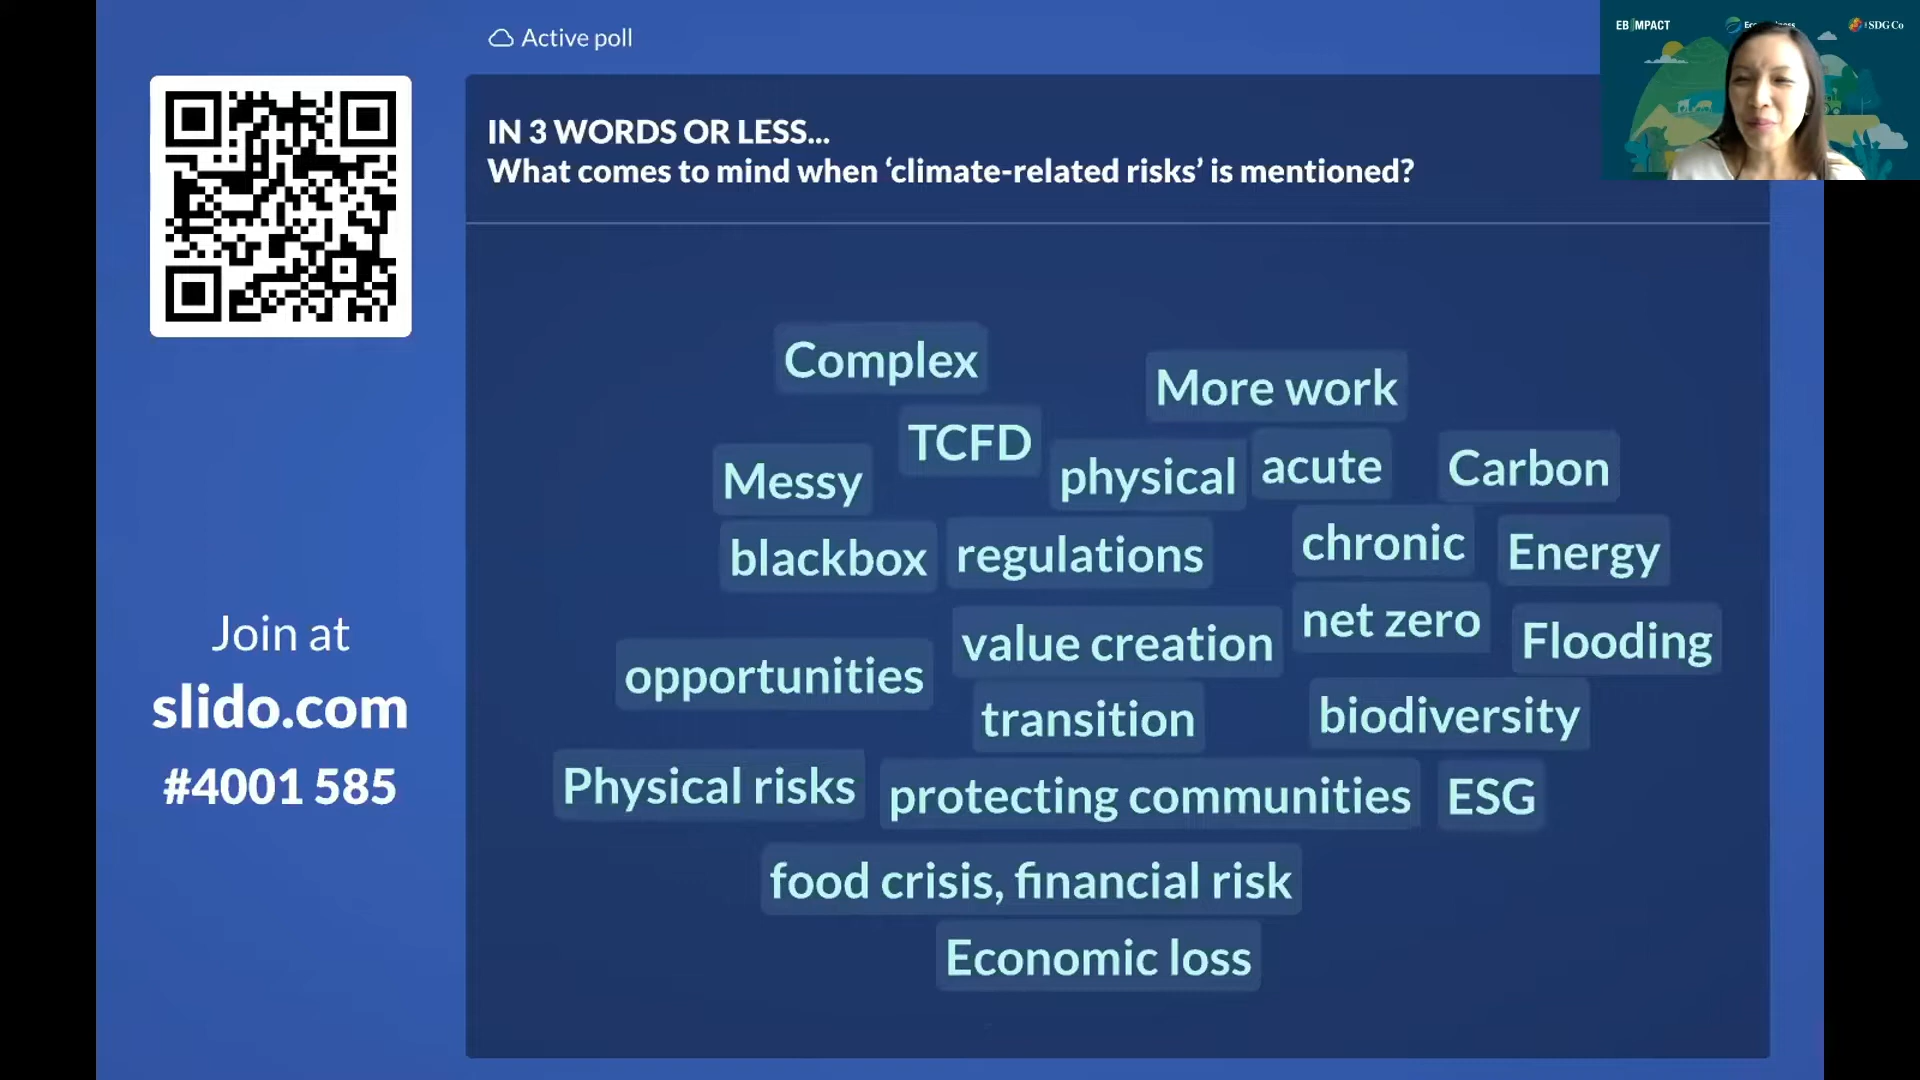 Active poll
EB IMPACT
SDG Co
IN 3 WORDS OR LESS...
What comes to mind when ‘climate-related risks’ is mentioned?
Complex
More work
TCFD
Messy
physical
acute
Carbon
blackbox
regulations
chronic
Energy
opportunities
value creation
net zero
Flooding
transition
biodiversity
Physical risks
protecting communities
ESG
food crisis, financial risk
Economic loss
Join at
slido.com
#4001 585